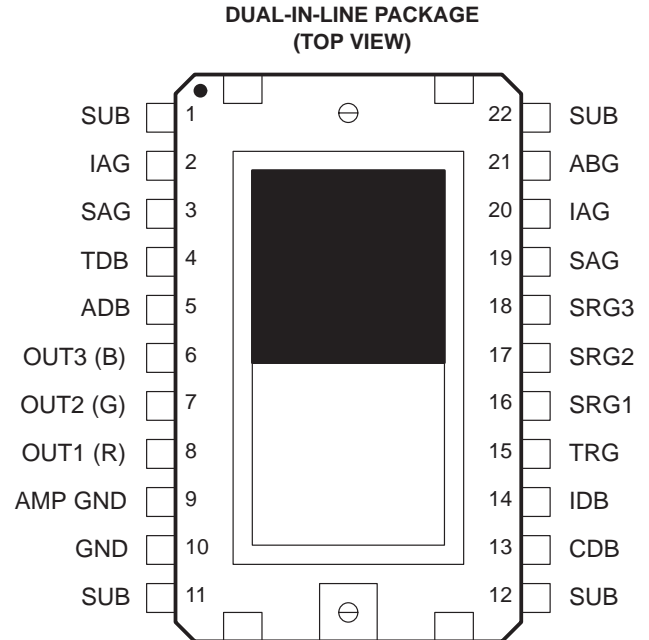 DUAL-IN-LINE PACKAGE
(TOP VIEW)
SUB 1 22 SUB
IAG 2 21 ABG
SAG 3 20 IAG
TDB 4 19 SAG
ADB 5 18 SRG3
OUT3 (B) 6 17 SRG2
OUT2 (G) 7 16 SRG1
OUT1 (R) 8 15 TRG
AMP GND 9 14 IDB
GND 10 13 CDB
SUB 11 12 SUB